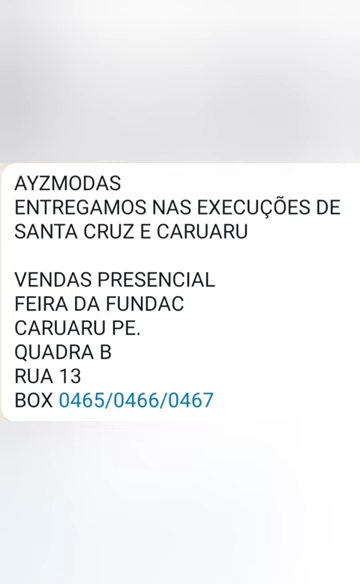 AYZMODAS
ENTREGAMOS NAS EXECUÇÕES DE
SANTA CRUZ E CARUARU
VENDAS PRESENCIAL
FEIRA DA FUNDAC
CARUARU PE.
QUADRA B
RUA 13
BOX 0465/0466/0467